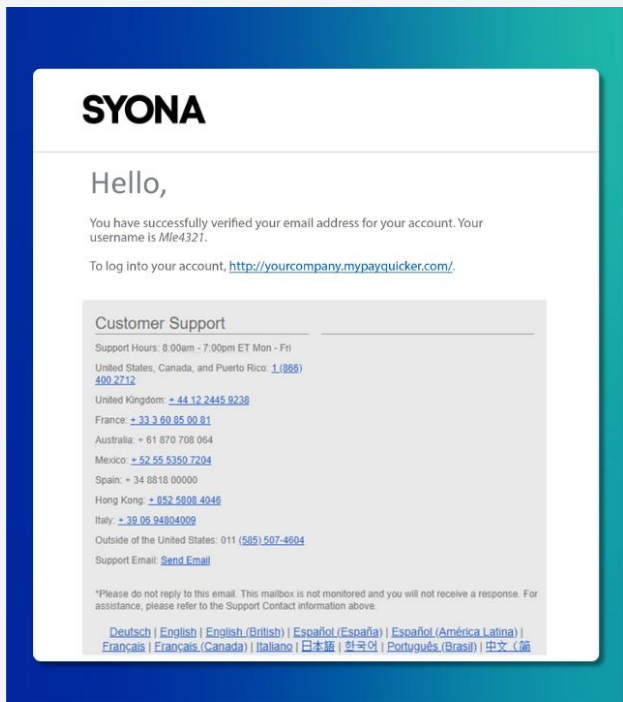 SYONA
Hello,
You have successfully verified your email address for your account. Your
username is Mle4321.
To log into your account, http://yourcompany.mypayquicker.com/.
Customer Support
Support Hours: 8:00am - 7:00pm ET Mon - Fri
United States, Canada, and Puerto Rico: 1 (866)
400 2712
United Kingdom: + 44 12 2445 9238
France: + 33 3 60 85 00 81
Australia: + 61 870 708 064
Mexico: + 52 55 5350 7204
Spain: + 34 8818 00000
Hong Kong: + 852 5808 4046
Italy: + 39 06 94804009
Outside of the United States: 011 (585) 507-4604
Support Email: Send Email
*Please do not reply to this email. This mailbox is not monitored and you will not receive a response. For
assistance, please refer to the Support Contact information above.
Deutsch | English | English (British) | Español (España) | Español (América Latina) |
Français | Français (Canada) | Italiano | 日本語 | 한국어 | Português (Brasil) | 中文（简